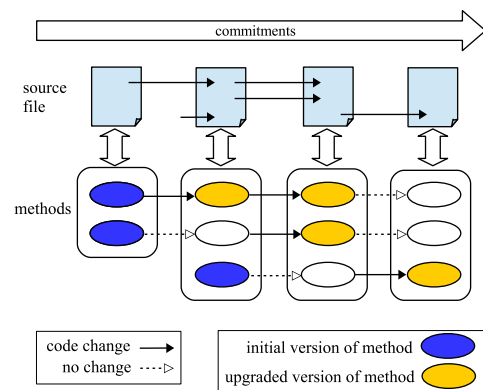 commitments
source
file
methods
code change
no change
initial version of method
upgraded version of method